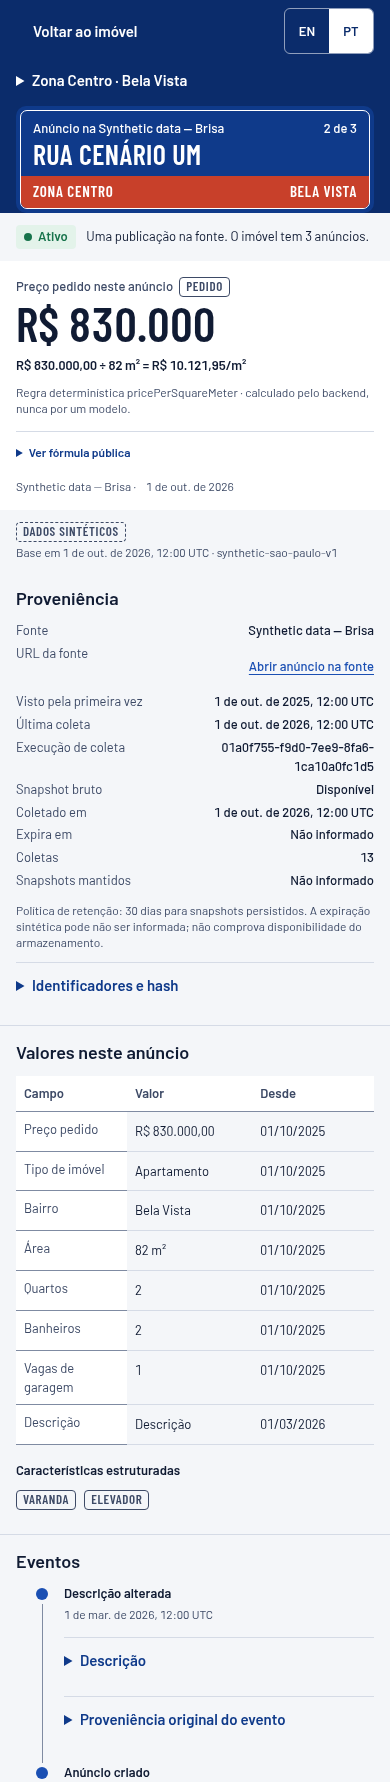 Voltar ao imóvel
EN PT
Zona Centro · Bela Vista
Anúncio na Synthetic data — Brisa 2 de 3
RUA CENÁRIO UM
ZONA CENTRO BELA VISTA
Ativo Uma publicação na fonte. O imóvel tem 3 anúncios.
Preço pedido neste anúncio PEDIDO
R$ 830.000
R$ 830.000,00 ÷ 82 m² = R$ 10.121,95/m²
Regra determinística pricePerSquareMeter · calculado pelo backend,
nunca por um modelo.
Ver fórmula pública
Synthetic data — Brisa · 1 de out. de 2026
DADOS SINTÉTICOS
Base em 1 de out. de 2026, 12:00 UTC · synthetic-sao-paulo-v1
Proveniência
Fonte Synthetic data — Brisa
URL da fonte
Abrir anúncio na fonte
Visto pela primeira vez 1 de out. de 2025, 12:00 UTC
Última coleta 1 de out. de 2026, 12:00 UTC
Execução de coleta 01a0f755-f9d0-7ee9-8fa6-
1ca10a0fc1d5
Snapshot bruto Disponível
Coletado em 1 de out. de 2026, 12:00 UTC
Expira em Não informado
Coletas 13
Snapshots mantidos Não informado
Política de retenção: 30 dias para snapshots persistidos. A expiração
sintética pode não ser informada; não comprova disponibilidade do
armazenamento.
Identificadores e hash
Valores neste anúncio
Campo Valor Desde
Preço pedido R$ 830.000,00 01/10/2025
Tipo de imóvel Apartamento 01/10/2025
Bairro Bela Vista 01/10/2025
Área 82 m² 01/10/2025
Quartos 2 01/10/2025
Banheiros 2 01/10/2025
Vagas de
garagem 1 01/10/2025
Descrição Descrição 01/03/2026
Características estruturadas
VARANDA ELEVADOR
Eventos
Descrição alterada
1 de mar. de 2026, 12:00 UTC
Descrição
Proveniência original do evento
Anúncio criado